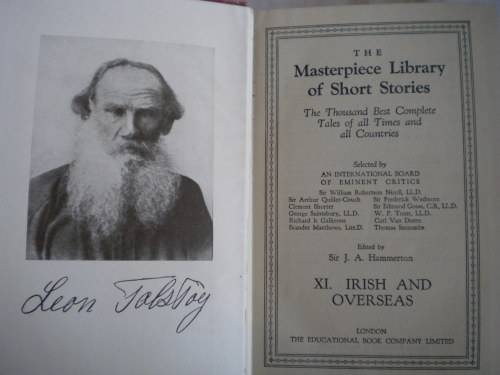 Leon Tolstoy
THE
Masterpiece Library
of Short Stories
The Thousand Best Complete
Tales of all Times and
all Countries
Selected by
AN INTERNATIONAL BOARD
OF EMINENT CRITICS
Sir William Robertson Nicoll, LL.D.
Sir Arthur Quiller-Couch Sir Frederick Wedmore
Clement Shorter Sir Edmund Gosse, C.B., LL.D.
George Saintsbury, LL.D. W. P. Trent, LL.D.
Richard le Gallienne Carl Van Doren
Brander Matthews, Litt.D. Thomas Seccombe
Edited by
Sir J. A. Hammerton
XI. IRISH AND
OVERSEAS
LONDON
THE EDUCATIONAL BOOK COMPANY LIMITED